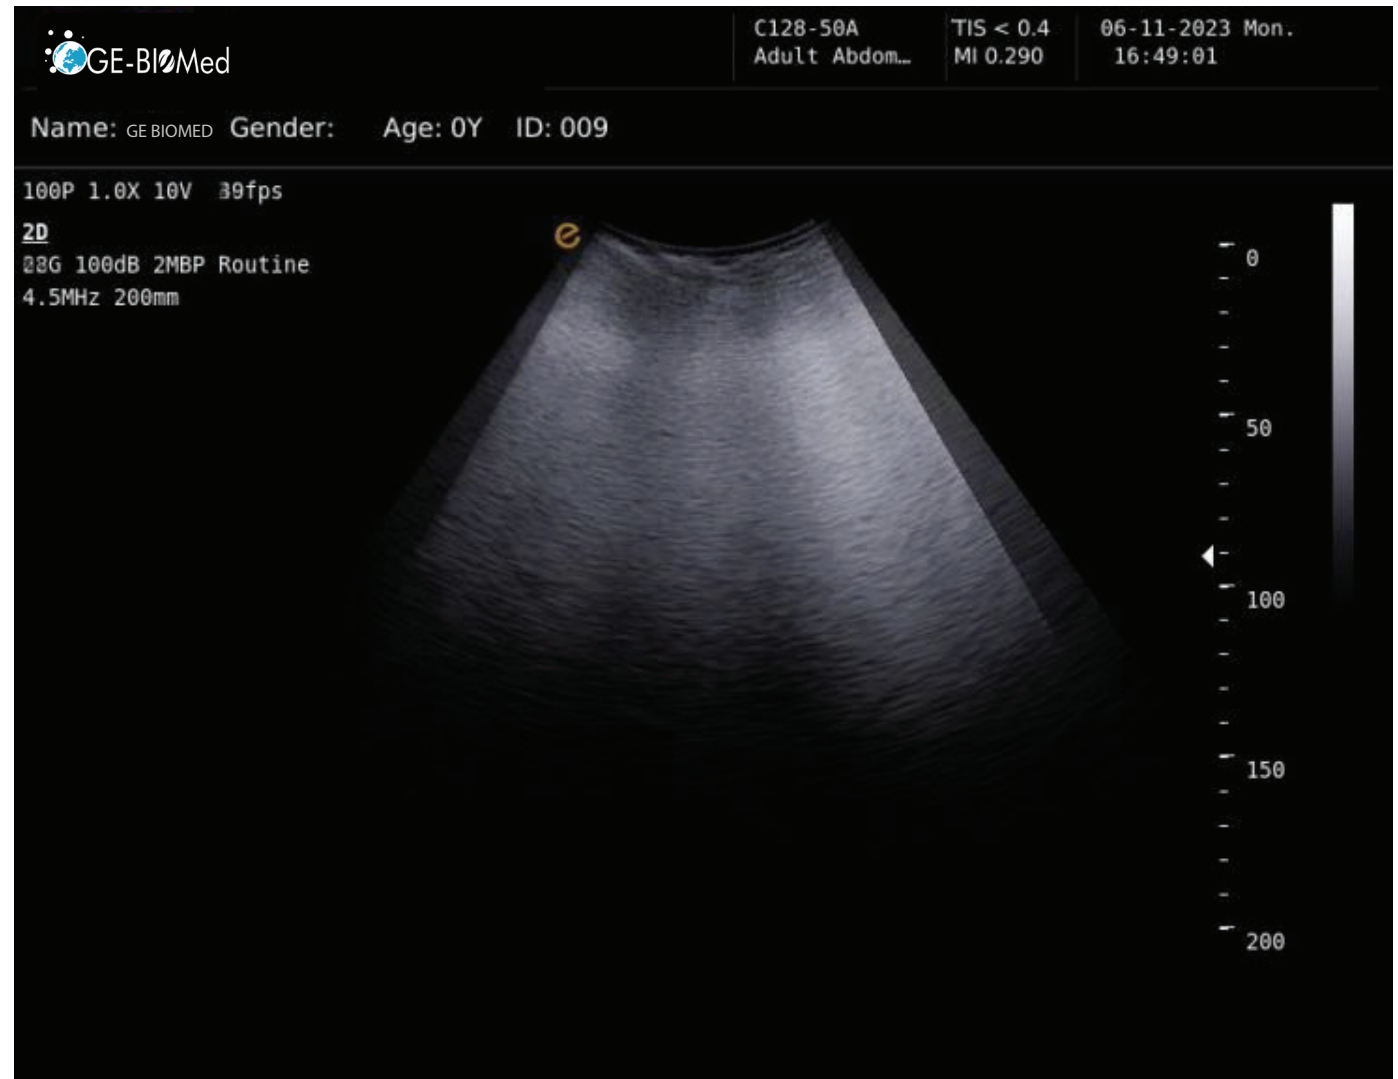 GE-BIOMed
C128-50A
Adult Abdom…
TIS < 0.4
MI 0.290
06-11-2023 Mon.
16:49:01
Name: GE BIOMED Gender: Age: 0Y ID: 009
100P 1.0X 10V 39fps
2D
100dB 2MBP Routine
4.5MHz 200mm
e
0
50
100
150
200